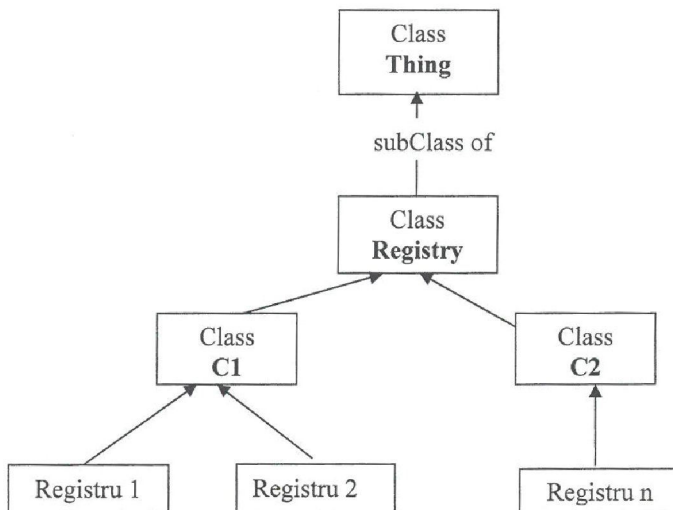 Class
Thing
subClass of
Class
Registry
Class
C1
Class
C2
Registru 1
Registru 2
Registru n